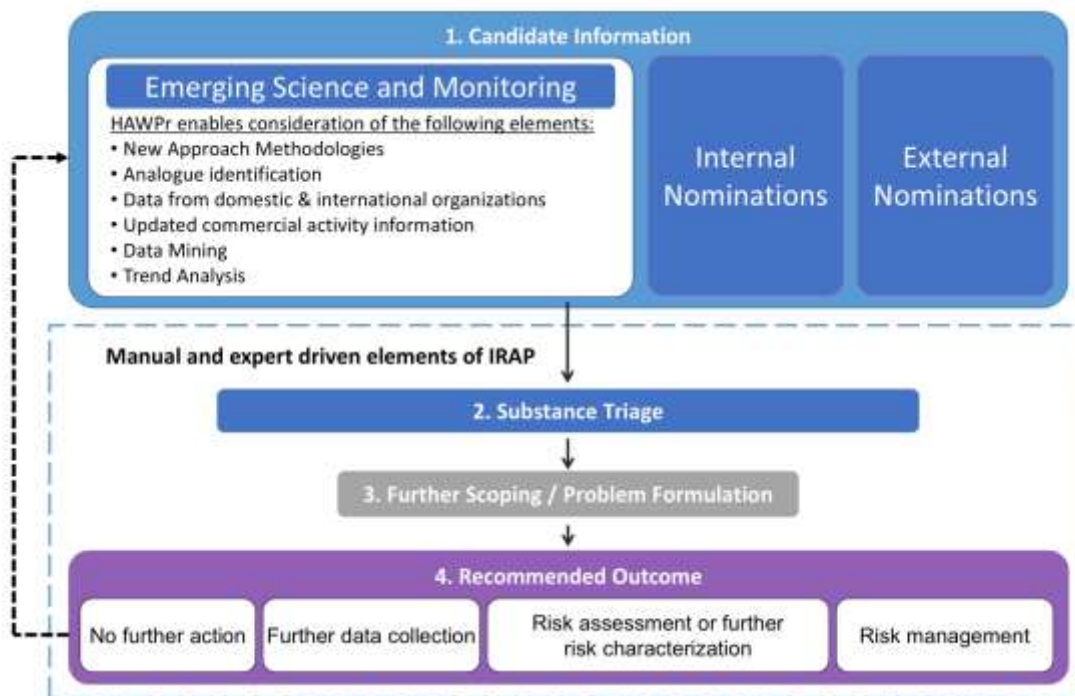 1. Candidate Information
Emerging Science and Monitoring
HAWPr enables consideration of the following elements:
• New Approach Methodologies
• Analogue identification
• Data from domestic & international organizations
• Updated commercial activity information
• Data Mining
• Trend Analysis
Internal
Nominations
External
Nominations
Manual and expert driven elements of IRAP
2. Substance Triage
3. Further Scoping / Problem Formulation
4. Recommended Outcome
No further action
Further data collection
Risk assessment or further
risk characterization
Risk management